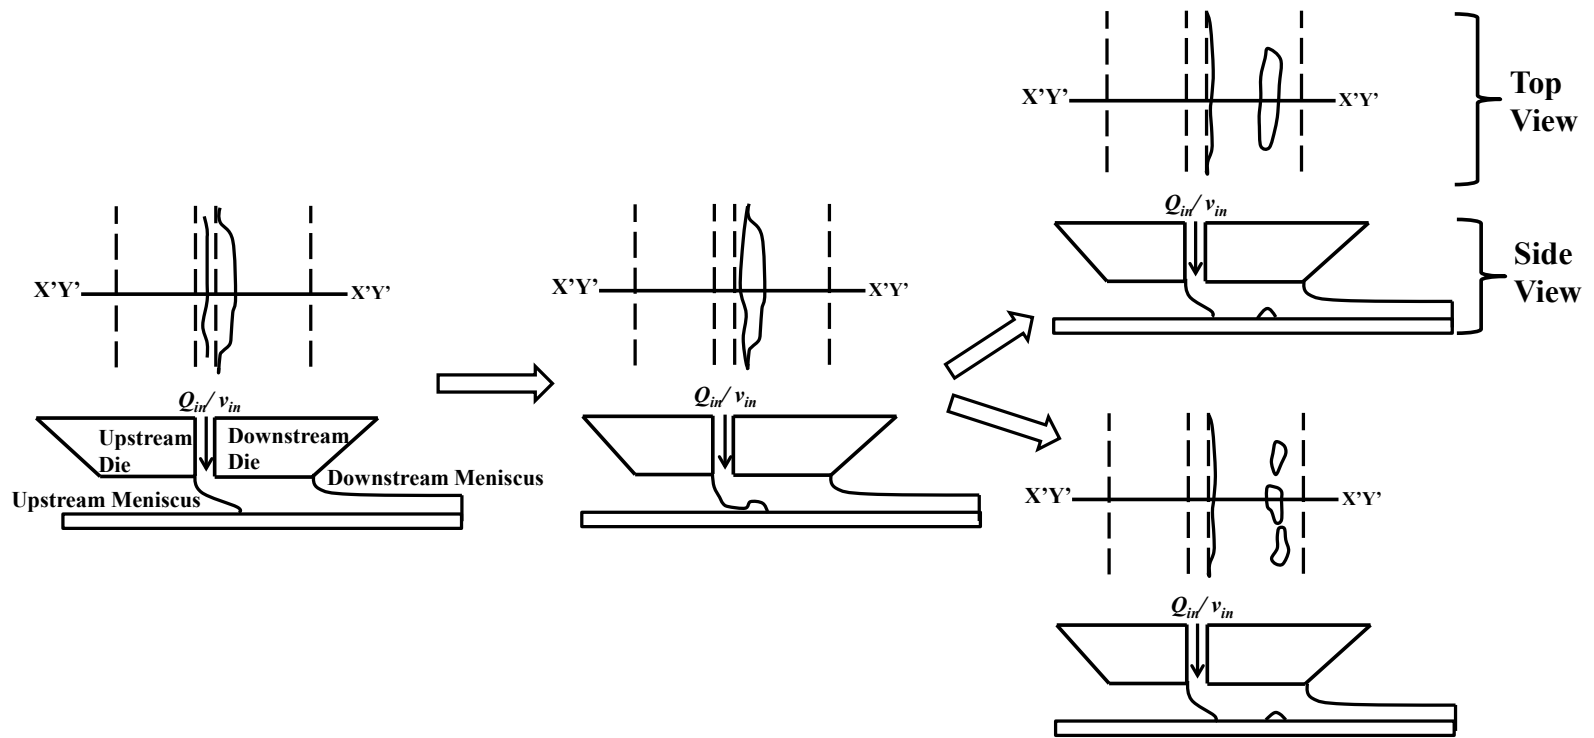 X’Y’
X’Y’
Q_in/ v_in
Upstream
Die
Downstream
Die
Downstream Meniscus
Upstream Meniscus
X’Y’
X’Y’
Q_in/ v_in
X’Y’
X’Y’
Q_in/ v_in
Top
View
Side
View
X’Y’
X’Y’
Q_in/ v_in